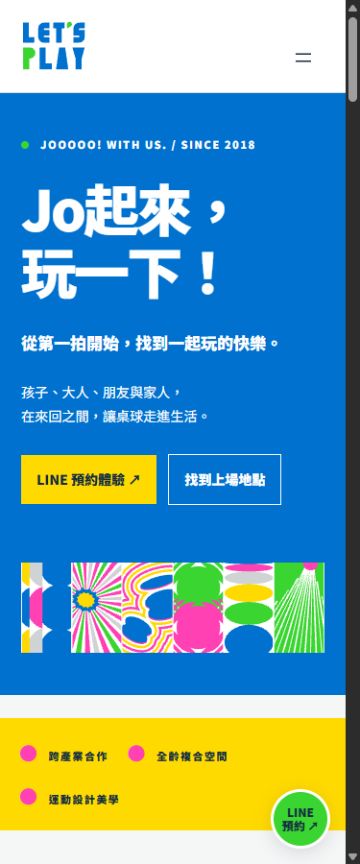 LET'S
PLAY
JOOOOO! WITH US. / SINCE 2018
Jo起來，
玩一下！
從第一拍開始，找到一起玩的快樂。
孩子、大人、朋友與家人，
在來回之間，讓桌球走進生活。
LINE 預約體驗 ↗
找到上場地點
跨產業合作
全齡複合空間
運動設計美學
LINE
預約 ↗